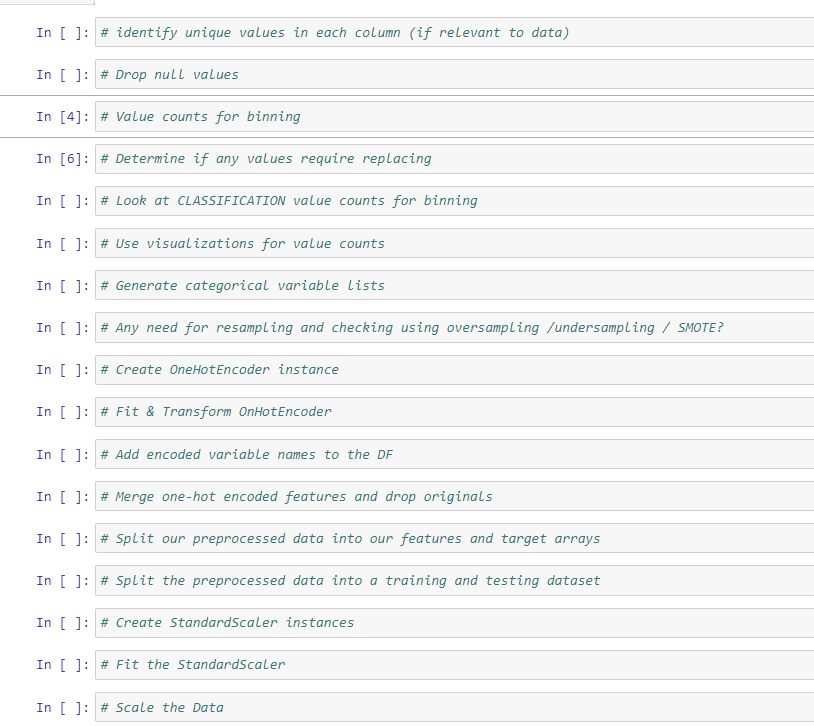 In [ ]: # identify unique values in each column (if relevant to data)
In [ ]: # Drop null values
In [4]: # Value counts for binning
In [6]: # Determine if any values require replacing
In [ ]: # Look at CLASSIFICATION value counts for binning
In [ ]: # Use visualizations for value counts
In [ ]: # Generate categorical variable lists
In [ ]: # Any need for resampling and checking using oversampling /undersampling / SMOTE?
In [ ]: # Create OneHotEncoder instance
In [ ]: # Fit & Transform OnHotEncoder
In [ ]: # Add encoded variable names to the DF
In [ ]: # Merge one-hot encoded features and drop originals
In [ ]: # Split our preprocessed data into our features and target arrays
In [ ]: # Split the preprocessed data into a training and testing dataset
In [ ]: # Create StandardScaler instances
In [ ]: # Fit the StandardScaler
In [ ]: # Scale the Data